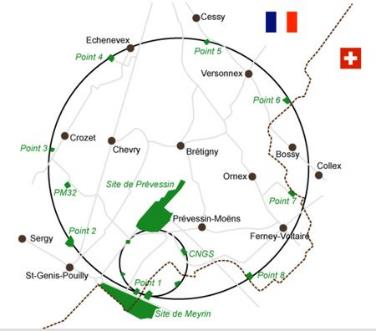 Cessy
Echenevex
Point 5
Point 4
Versonnex
Point 6
Crozet
Chevry
Brétigny
Bossy
Point 3
Collex
Site de Prévessin
Ornex
PM32
Point 7
Prévessin-Moëns
Point 2
Ferney-Voltaire
Sergy
CNGS
St-Genis-Pouilly
Point 8
Point 1
Site de Meyrin